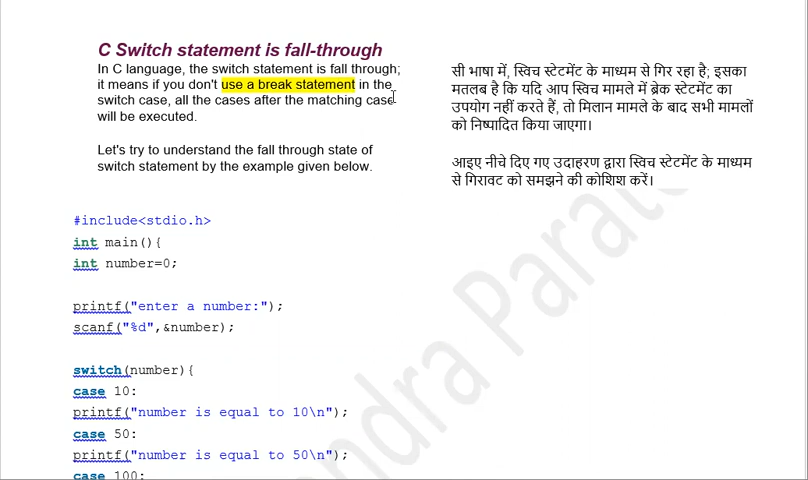 C Switch statement is fall-through
In C language, the switch statement is fall through;
it means if you don't use a break statement in the
switch case, all the cases after the matching case
will be executed.
Let's try to understand the fall through state of
switch statement by the example given below.
सी भाषा में, स्विच स्टेटमेंट के माध्यम से गिर रहा है; इसका
मतलब है कि यदि आप स्विच मामले में ब्रेक स्टेटमेंट का
उपयोग नहीं करते हैं, तो मिलान मामले के बाद सभी मामलों
को निष्पादित किया जाएगा।
आइए नीचे दिए गए उदाहरण द्वारा स्विच स्टेटमेंट के माध्यम
से गिरावट को समझने की कोशिश करें।
#include<stdio.h>
int main(){
int number=0;
printf("enter a number:");
scanf("%d",&number);
switch(number){
case 10:
printf("number is equal to 10\n");
case 50:
printf("number is equal to 50\n");
case 100: